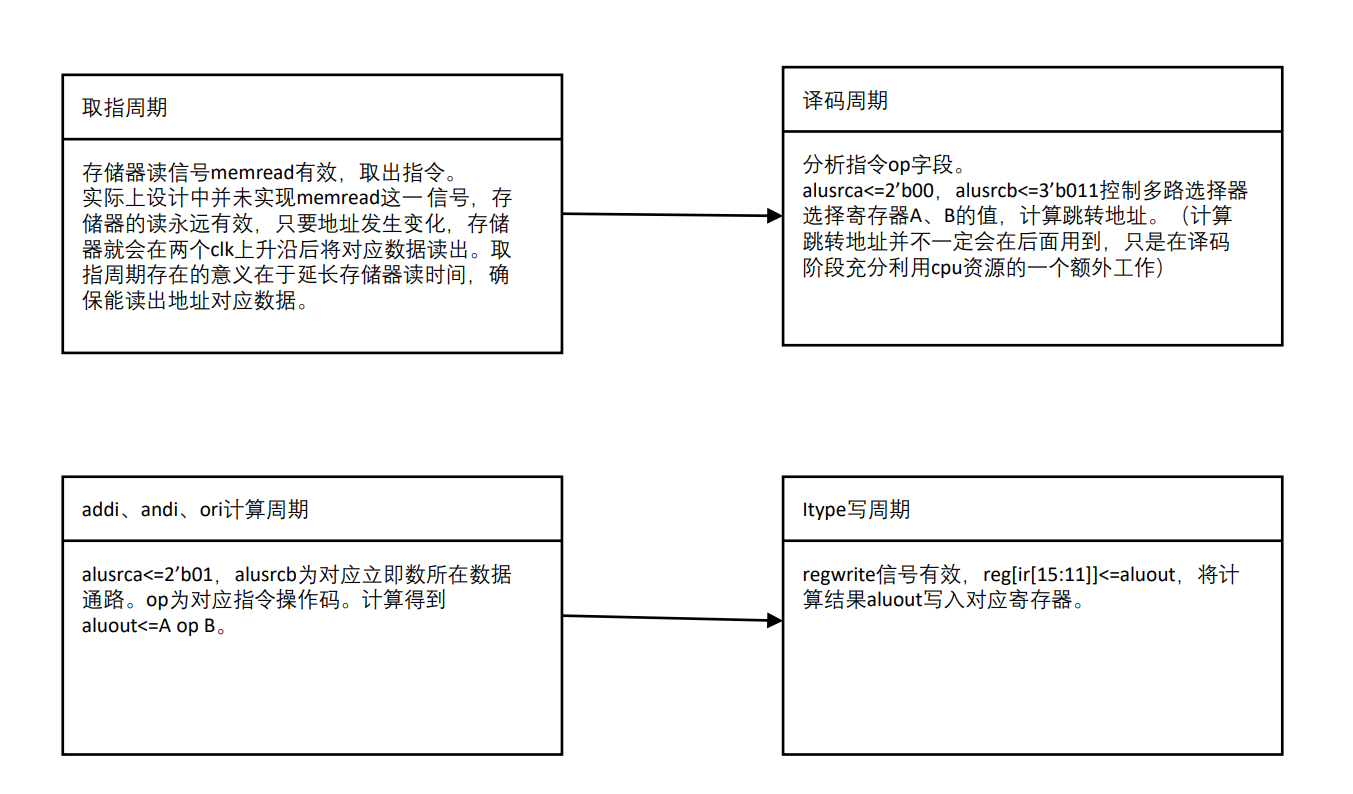 取指周期
存储器读信号memread有效，取出指令。
实际上设计中并未实现memread这一信号，存
储器的读永远有效，只要地址发生变化，存储
器就会在两个clk上升沿后将对应数据读出。取
指周期存在的意义在于延长存储器读时间，确
保能读出地址对应数据。
译码周期
分析指令op字段。
alusrca<=2’b00，alusrcb<=3’b011控制多路选择器
选择寄存器A、B的值，计算跳转地址。（计算
跳转地址并不一定会在后面用到，只是在译码
阶段充分利用cpu资源的一个额外工作）
addi、andi、ori计算周期
alusrca<=2’b01，alusrcb为对应立即数所在数据
通路。op为对应指令操作码。计算得到
aluout<=A op B。
Itype写周期
regwrite信号有效，reg[ir[15:11]]<=aluout，将计
算结果aluout写入对应寄存器。